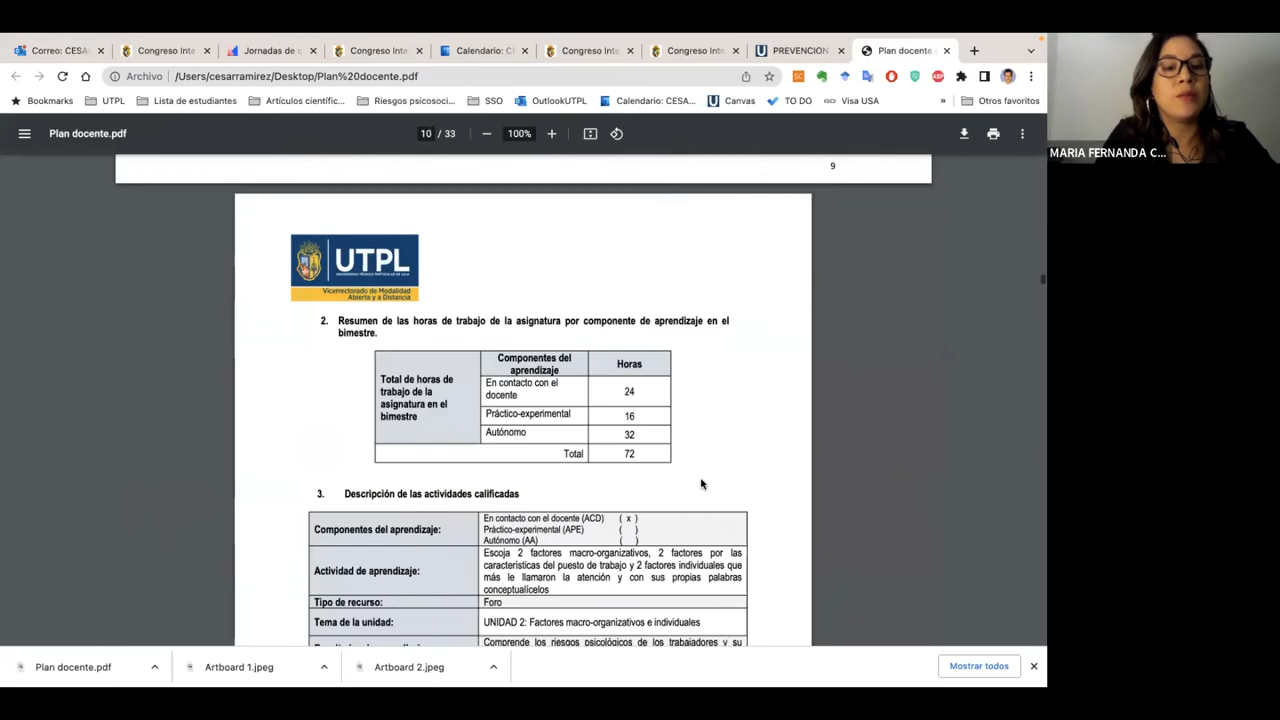 Correo: CESA
Congreso Inte
Jornadas de c
Congreso Inte
Calendario: C
Congreso Inte
Congreso Inte
PREVENCION
Plan docente.
Archivo /Users/cesarramirez/Desktop/Plan%20docente.pdf
Bookmarks UTPL Lista de estudiantes Artículos científic... Riesgos psicosoci... SSO OutlookUTPL Calendario: CESA... Canvas TO DO Visa USA » Otros favoritos
Plan docente.pdf 10 / 33 100%
MARIA FERNANDA C...
9
UTPL
Vicerrectorado de Modalidad
Abierta y a Distancia
2. Resumen de las horas de trabajo de la asignatura por componente de aprendizaje en el
bimestre.
Total de horas de
trabajo de la
asignatura en el
bimestre
Componentes del
aprendizaje
Horas
En contacto con el
docente
24
Práctico-experimental 16
Autónomo 32
Total 72
3. Descripción de las actividades calificadas
Componentes del aprendizaje:
En contacto con el docente (ACD) ( x )
Práctico-experimental (APE) ( )
Autónomo (AA) ( )
Actividad de aprendizaje:
Escoja 2 factores macro-organizativos, 2 factores por las
características del puesto de trabajo y 2 factores individuales que
más le llamaron la atención y con sus propias palabras
conceptualícelos
Tipo de recurso: Foro
Tema de la unidad: UNIDAD 2: Factores macro-organizativos e individuales
Comprende los riesgos psicológicos de los trabajadores y su
Plan docente.pdf
Artboard 1.jpeg
Artboard 2.jpeg
Mostrar todos